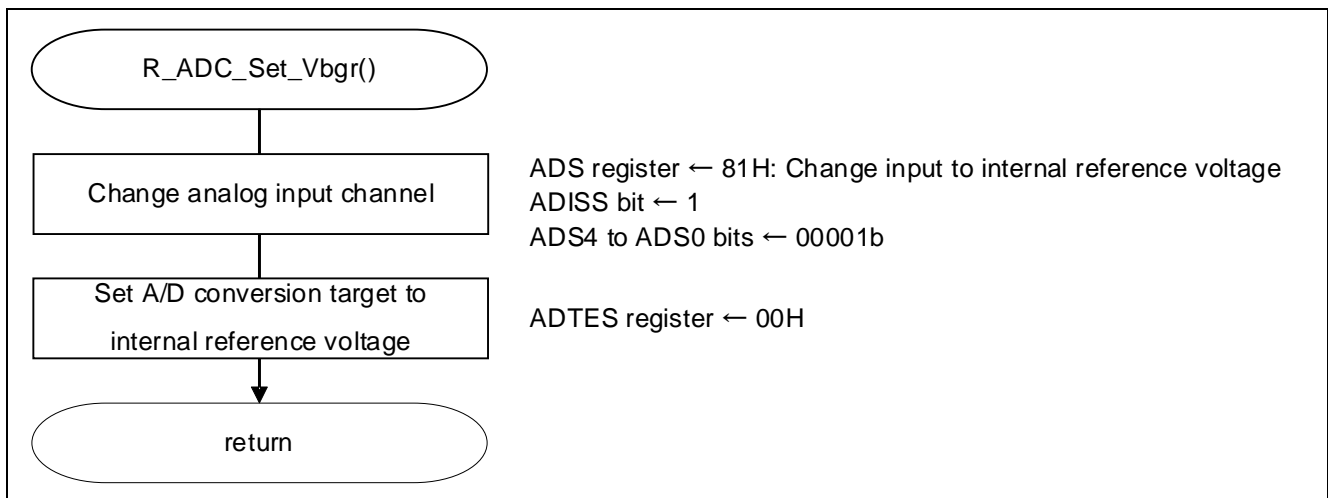 R_ADC_Set_Vbgr()
Change analog input channel
ADS register ← 81H: Change input to internal reference voltage
ADISS bit ← 1
ADS4 to ADS0 bits ← 00001b
Set A/D conversion target to
internal reference voltage
ADTES register ← 00H
return